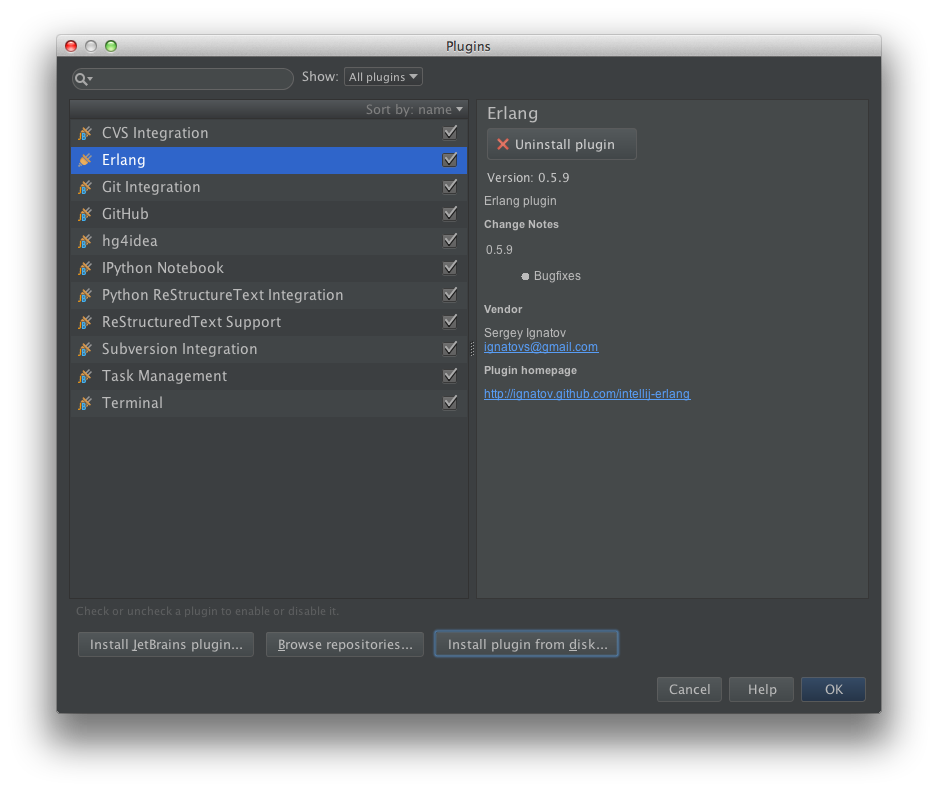 Plugins
Show: All plugins
Sort by: name
CVS Integration
Erlang
Git Integration
GitHub
hg4idea
IPython Notebook
Python ReStructureText Integration
ReStructuredText Support
Subversion Integration
Task Management
Terminal
Erlang
Uninstall plugin
Version: 0.5.9
Erlang plugin
Change Notes
0.5.9
Bugfixes
Vendor
Sergey Ignatov
ignatovs@gmail.com
Plugin homepage
http://ignatov.github.com/intellij-erlang
Check or uncheck a plugin to enable or disable it.
Install JetBrains plugin... Browse repositories... Install plugin from disk...
Cancel Help OK